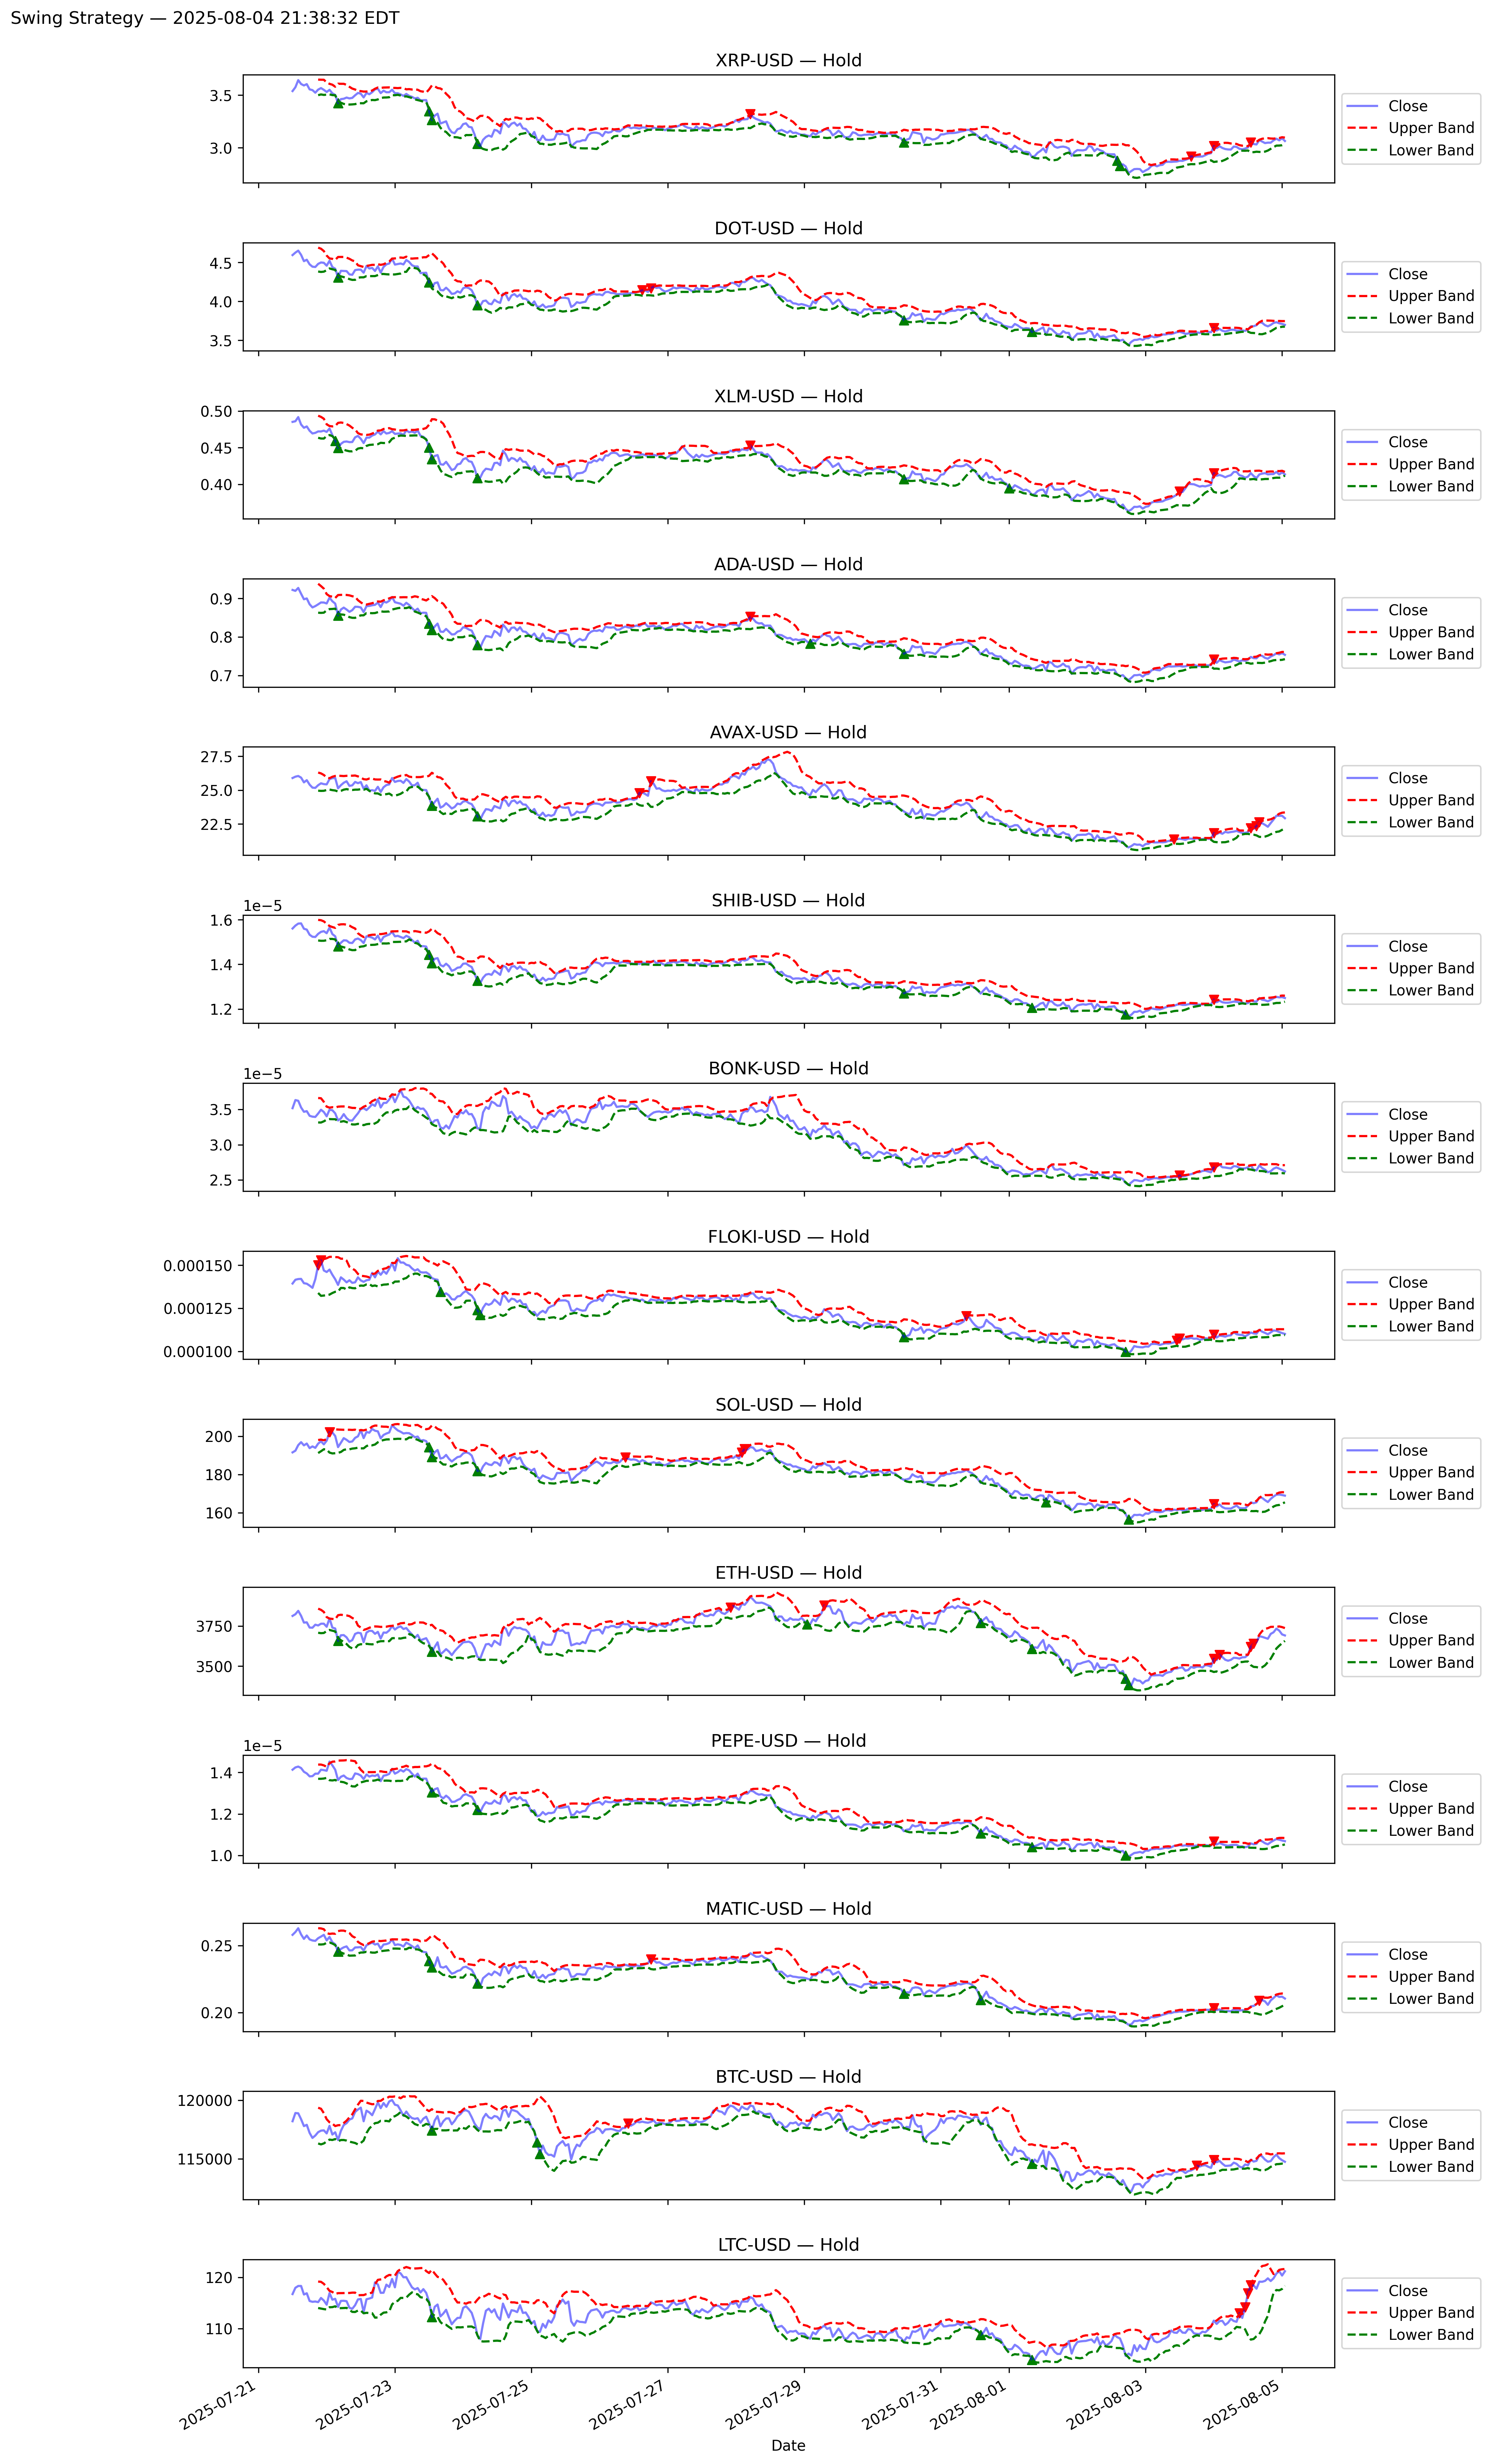 Swing Strategy — 2025-08-04 21:38:32 EDT
XRP-USD — Hold
3.5
3.0
Close
Upper Band
Lower Band
DOT-USD — Hold
4.5
4.0
3.5
Close
Upper Band
Lower Band
XLM-USD — Hold
0.50
0.45
0.40
Close
Upper Band
Lower Band
ADA-USD — Hold
0.9
0.8
0.7
Close
Upper Band
Lower Band
AVAX-USD — Hold
27.5
25.0
22.5
Close
Upper Band
Lower Band
SHIB-USD — Hold
1e−5
1.6
1.4
1.2
Close
Upper Band
Lower Band
BONK-USD — Hold
1e−5
3.5
3.0
2.5
Close
Upper Band
Lower Band
FLOKI-USD — Hold
0.000150
0.000125
0.000100
Close
Upper Band
Lower Band
SOL-USD — Hold
200
180
160
Close
Upper Band
Lower Band
ETH-USD — Hold
3750
3500
Close
Upper Band
Lower Band
PEPE-USD — Hold
1e−5
1.4
1.2
1.0
Close
Upper Band
Lower Band
MATIC-USD — Hold
0.25
0.20
Close
Upper Band
Lower Band
BTC-USD — Hold
120000
115000
Close
Upper Band
Lower Band
LTC-USD — Hold
120
110
Close
Upper Band
Lower Band
2025-07-21
2025-07-23
2025-07-25
2025-07-27
2025-07-29
2025-07-31
2025-08-01
2025-08-03
2025-08-05
Date